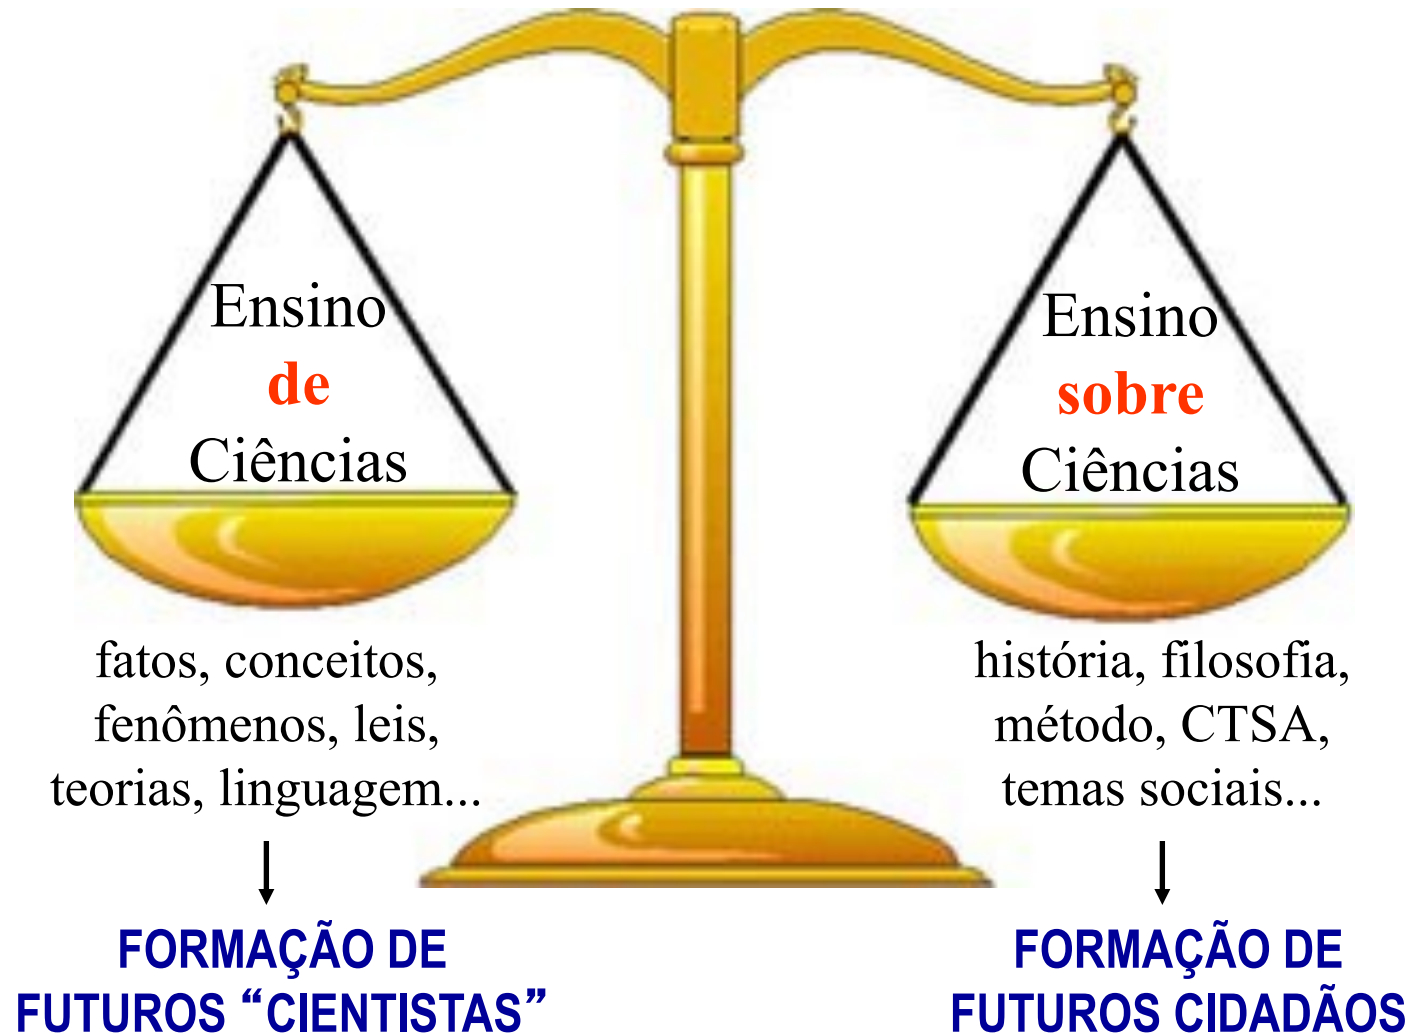 Ensino
de
Ciências
fatos, conceitos,
fenômenos, leis,
teorias, linguagem...
FORMAÇÃO DE
FUTUROS “CIENTISTAS”
Ensino
sobre
Ciências
história, filosofia,
método, CTSA,
temas sociais...
FORMAÇÃO DE
FUTUROS CIDADÃOS